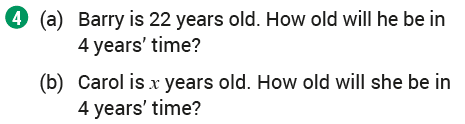 4 (a) Barry is 22 years old. How old will he be in
4 years’ time?
(b) Carol is x years old. How old will she be in
4 years’ time?